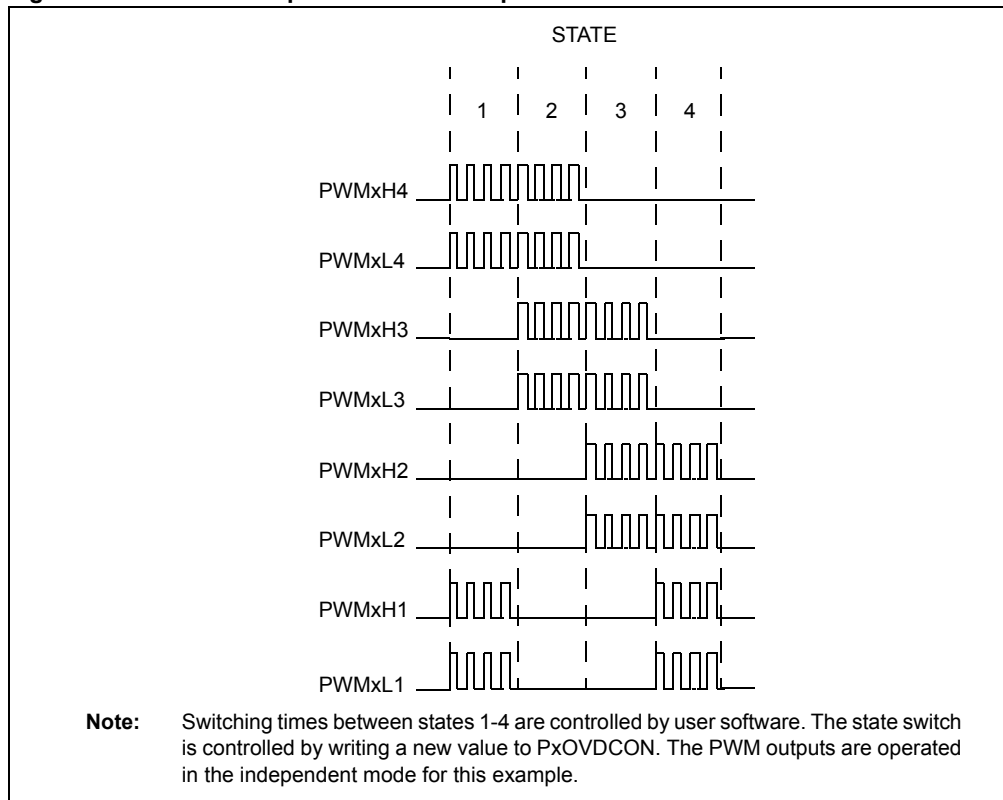 STATE
1 2 3 4
PWMxH4
PWMxL4
PWMxH3
PWMxL3
PWMxH2
PWMxL2
PWMxH1
PWMxL1
Note: Switching times between states 1-4 are controlled by user software. The state switch
is controlled by writing a new value to PxOVDCON. The PWM outputs are operated
in the independent mode for this example.